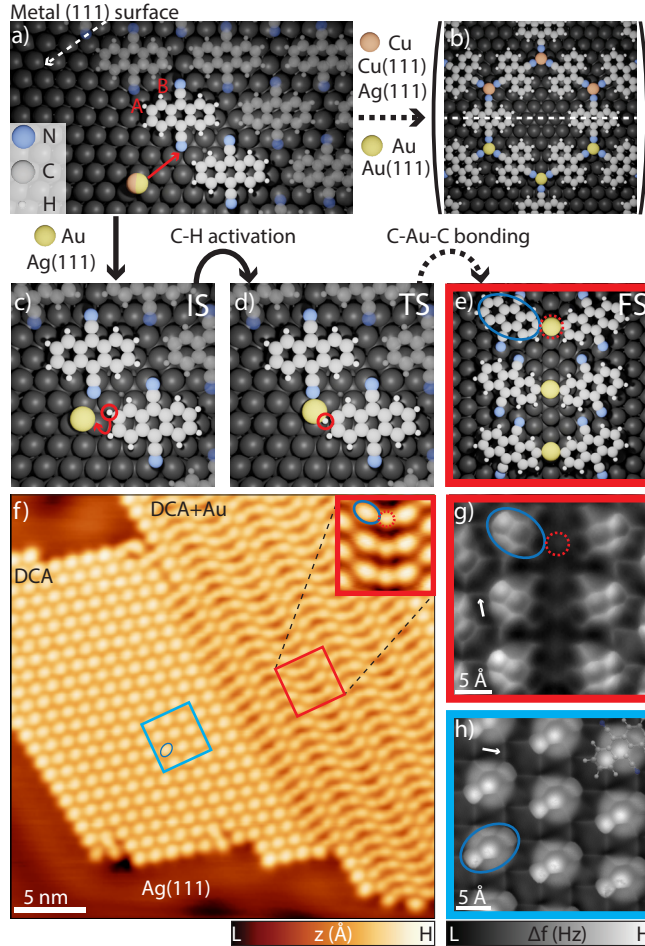 Metal (111) surface
a)
B
A
N
C
H
Cu
Cu(111)
Ag(111)
Au
Au(111)
b)
Au
Ag(111)
C-H activation
C-Au-C bonding
c)
IS
d)
TS
e)
FS
f)
DCA+Au
DCA
Ag(111)
5 nm
L
z (Å)
H
g)
5 Å
h)
5 Å
L
Δf (Hz)
H